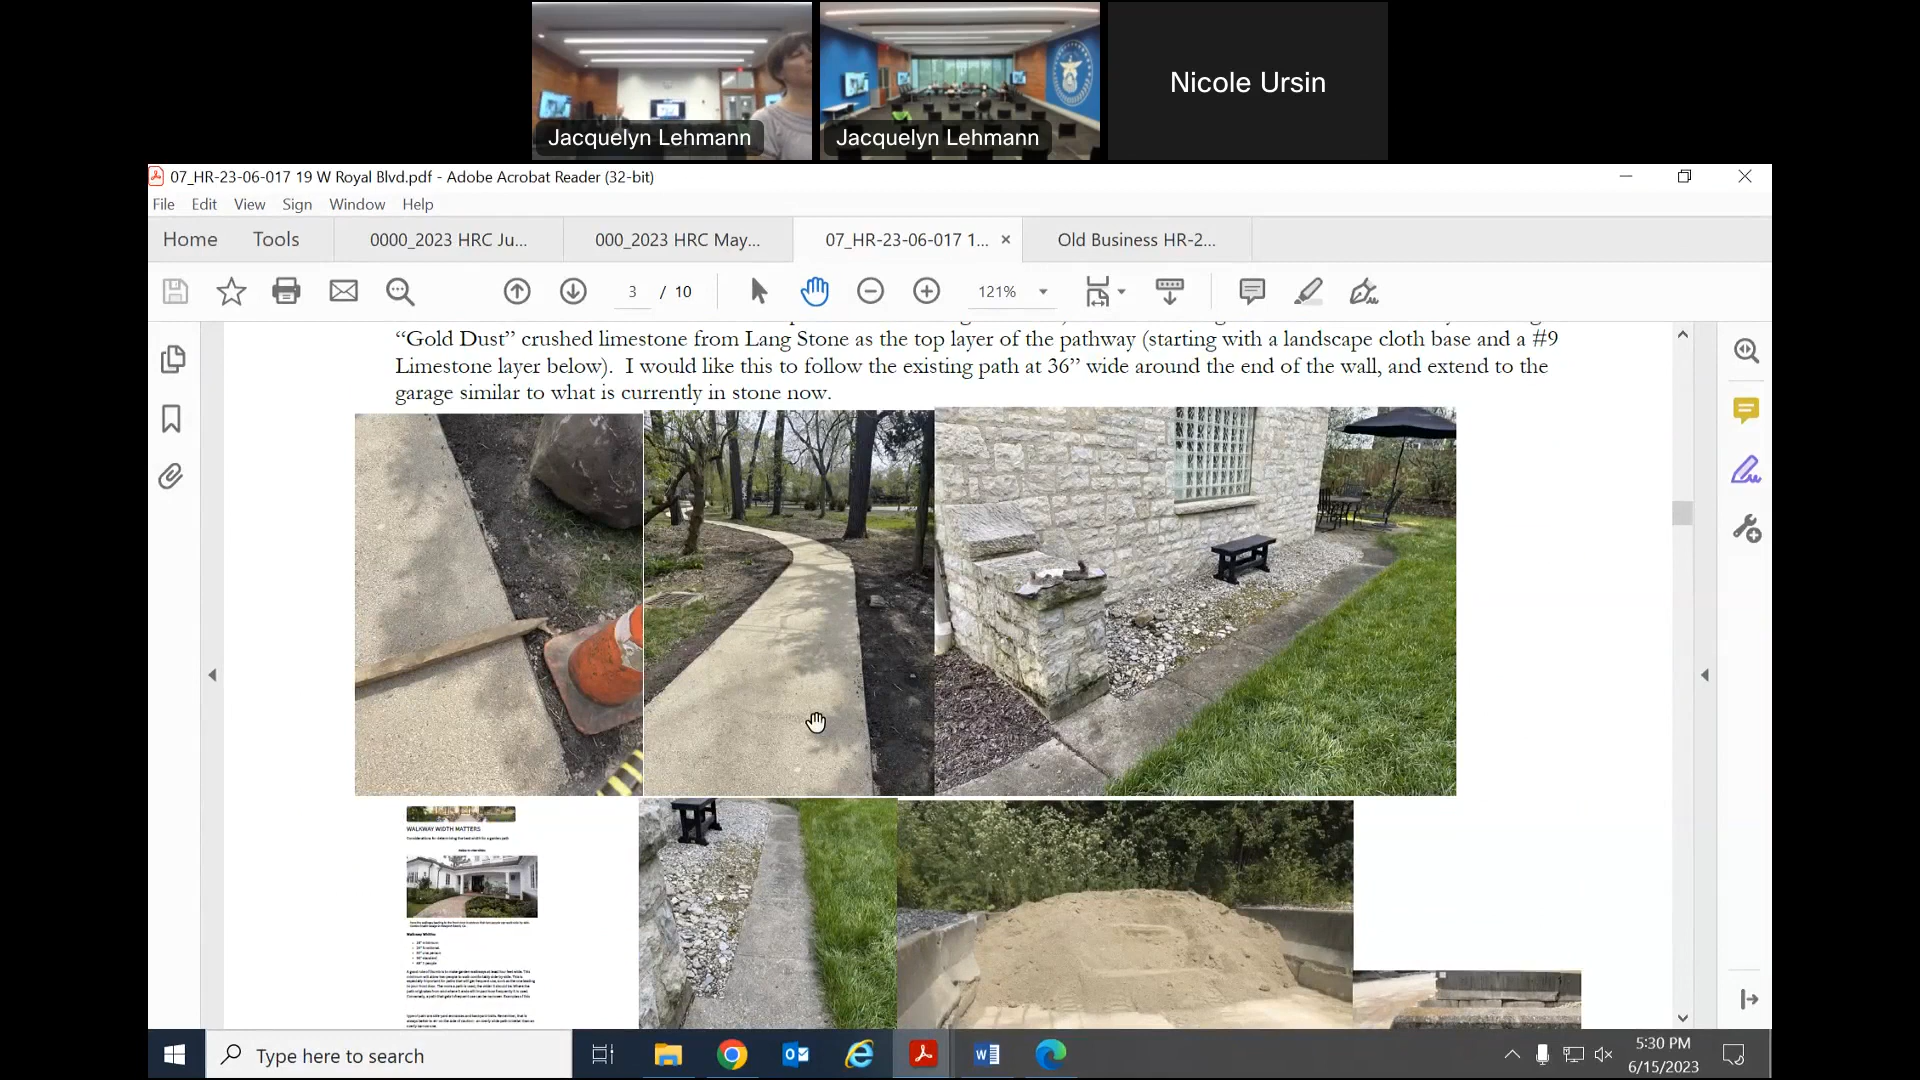 Nicole Ursin
Jacquelyn Lehmann
Jacquelyn Lehmann
07_HR-23-06-017 19 W Royal Blvd.pdf - Adobe Acrobat Reader (32-bit)
File Edit View Sign Window Help
Home Tools 0000_2023 HRC Ju... 000_2023 HRC May... 07_HR-23-06-017 1... Old Business HR-2...
3 / 10 121%
“Gold Dust” crushed limestone from Lang Stone as the top layer of the pathway (starting with a landscape cloth base and a #9
Limestone layer below). I would like this to follow the existing path at 36” wide around the end of the wall, and extend to the
garage similar to what is currently in stone now.
WALKWAY WIDTH MATTERS
Type here to search
5:30 PM
6/15/2023